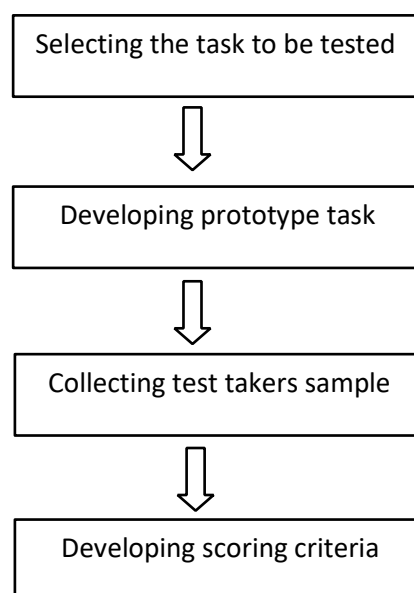 Selecting the task to be tested
Developing prototype task
Collecting test takers sample
Developing scoring criteria